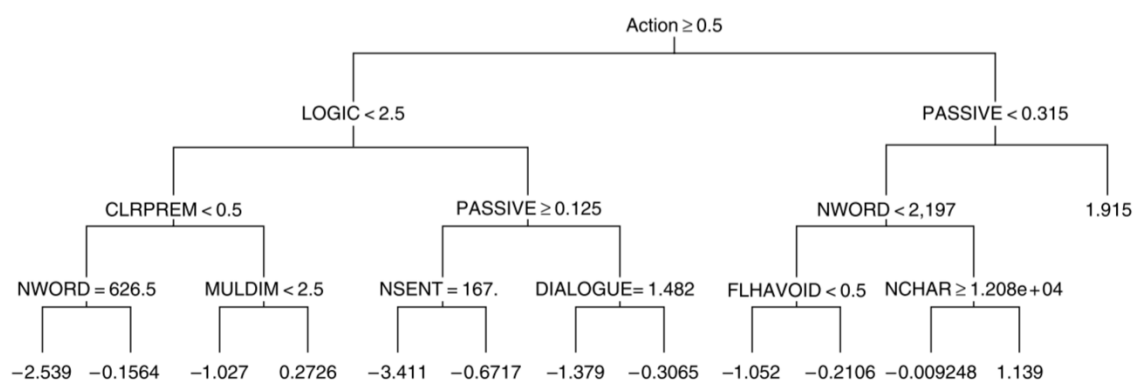 Action ≥ 0.5
LOGIC < 2.5
PASSIVE < 0.315
CLRPREM < 0.5
PASSIVE ≥ 0.125
NWORD < 2,197
1.915
NWORD = 626.5
MULDIM < 2.5
NSENT = 167.
DIALOGUE= 1.482
FLHAVOID < 0.5
NCHAR ≥ 1.208e+04
−2.539
−0.1564
−1.027
0.2726
−3.411
−0.6717
−1.379
−0.3065
−1.052
−0.2106
−0.009248
1.139